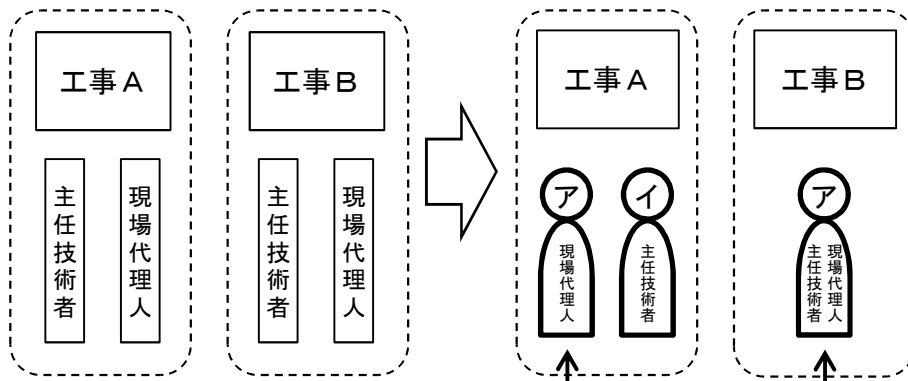 工事A
工事B
工事A
工事B
主任技術者
現場代理人
主任技術者
現場代理人
ア
イ
ア
現場代理人
主任技術者
現場代理人
主任技術者